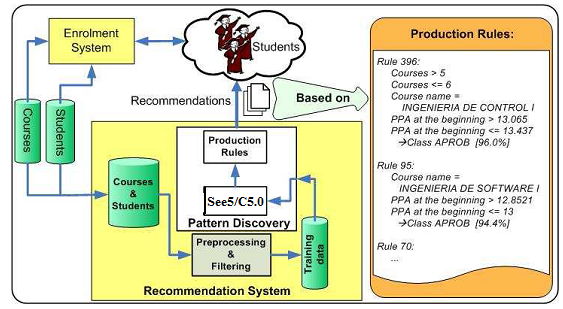 Enrolment
System
Students
Courses
Students
Recommendations
Based on
Production
Rules
See5/C5.0
Pattern Discovery
Courses
&
Students
Preprocessing
&
Filtering
Training
data
Recommendation System
Production Rules:
Rule 396:
Courses > 5
Courses <= 6
Course name =
INGENIERIA DE CONTROL I
PPA at the beginning > 13.065
PPA at the beginning <= 13.437
→Class APROB [96.0%]
Rule 95:
Course name =
INGENIERIA DE SOFTWARE I
PPA at the beginning > 12.8521
PPA at the beginning <= 13
→Class APROB [94.4%]
Rule 70:
...